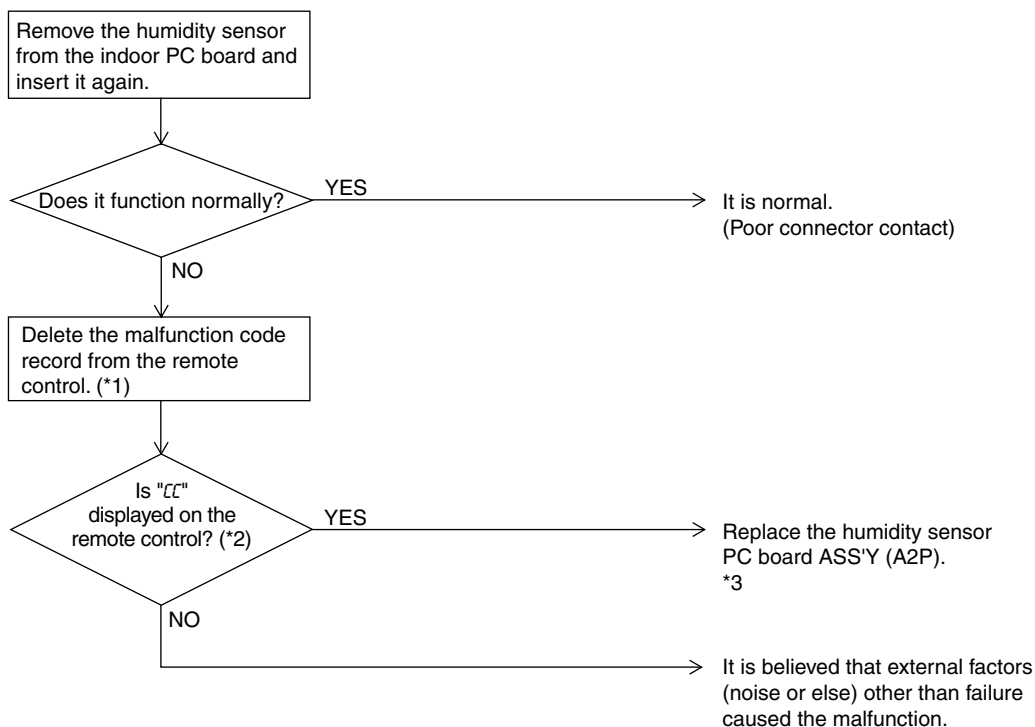 Remove the humidity sensor
from the indoor PC board and
insert it again.
Does it function normally?
YES
It is normal.
(Poor connector contact)
NO
Delete the malfunction code
record from the remote
control. (*1)
Is "CC"
displayed on the
remote control? (*2)
YES
Replace the humidity sensor
PC board ASS'Y (A2P).
*3
NO
It is believed that external factors
(noise or else) other than failure
caused the malfunction.